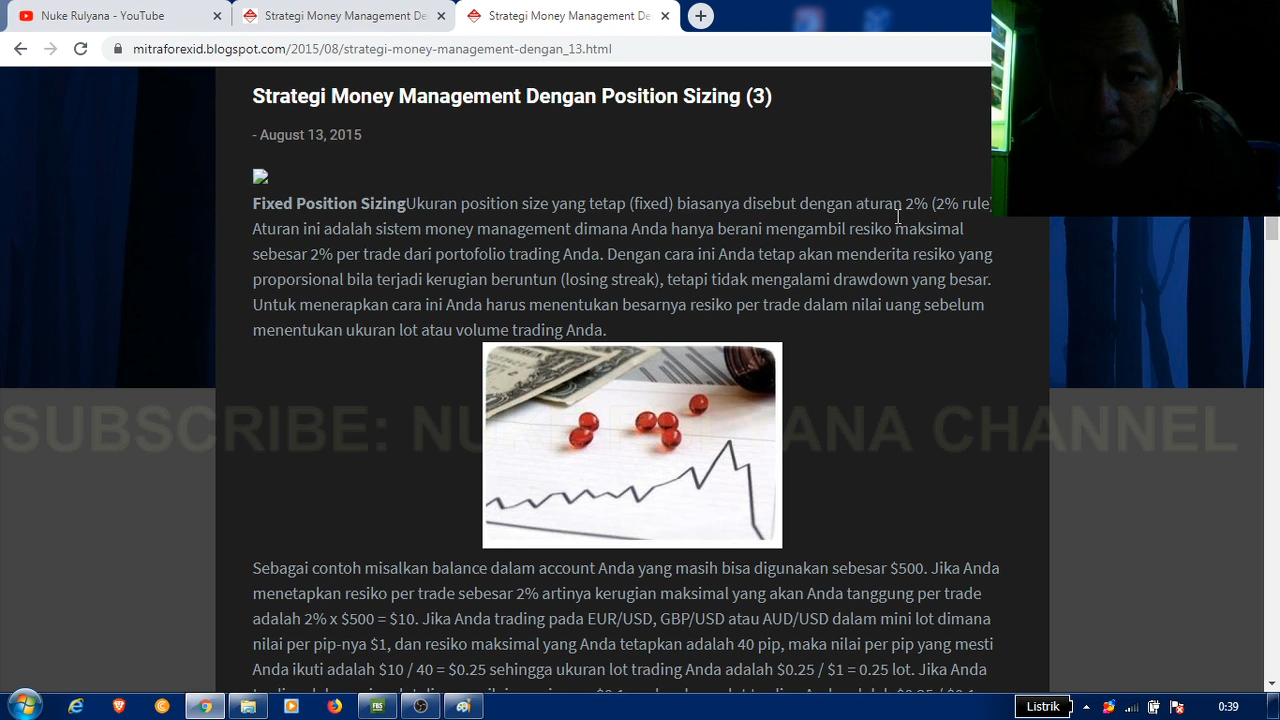 Nuke Rulyana - YouTube
Strategi Money Management De
Strategi Money Management De
mitraforexid.blogspot.com/2015/08/strategi-money-management-dengan_13.html
Strategi Money Management Dengan Position Sizing (3)
- August 13, 2015
Fixed Position SizingUkuran position size yang tetap (fixed) biasanya disebut dengan aturan 2% (2% rule)
Aturan ini adalah sistem money management dimana Anda hanya berani mengambil resiko maksimal
sebesar 2% per trade dari portofolio trading Anda. Dengan cara ini Anda tetap akan menderita resiko yang
proporsional bila terjadi kerugian beruntun (losing streak), tetapi tidak mengalami drawdown yang besar.
Untuk menerapkan cara ini Anda harus menentukan besarnya resiko per trade dalam nilai uang sebelum
menentukan ukuran lot atau volume trading Anda.
SUBSCRIBE: ANA CHANNEL
Sebagai contoh misalkan balance dalam account Anda yang masih bisa digunakan sebesar $500. Jika Anda
menetapkan resiko per trade sebesar 2% artinya kerugian maksimal yang akan Anda tanggung per trade
adalah 2% x $500 = $10. Jika Anda trading pada EUR/USD, GBP/USD atau AUD/USD dalam mini lot dimana
nilai per pip-nya $1, dan resiko maksimal yang Anda tetapkan adalah 40 pip, maka nilai per pip yang mesti
Anda ikuti adalah $10 / 40 = $0.25 sehingga ukuran lot trading Anda adalah $0.25 / $1 = 0.25 lot. Jika Anda
Listrik
0:39